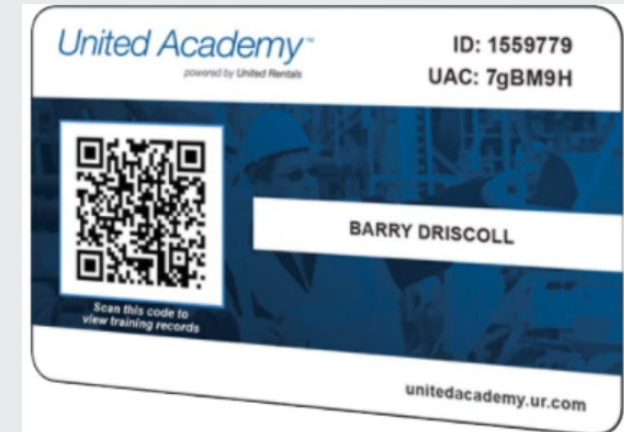 United Academy™
powered by United Rentals
ID: 1559779
UAC: 7gBM9H
BARRY DRISCOLL
Scan this code to
view training records
unitedacademy.ur.com